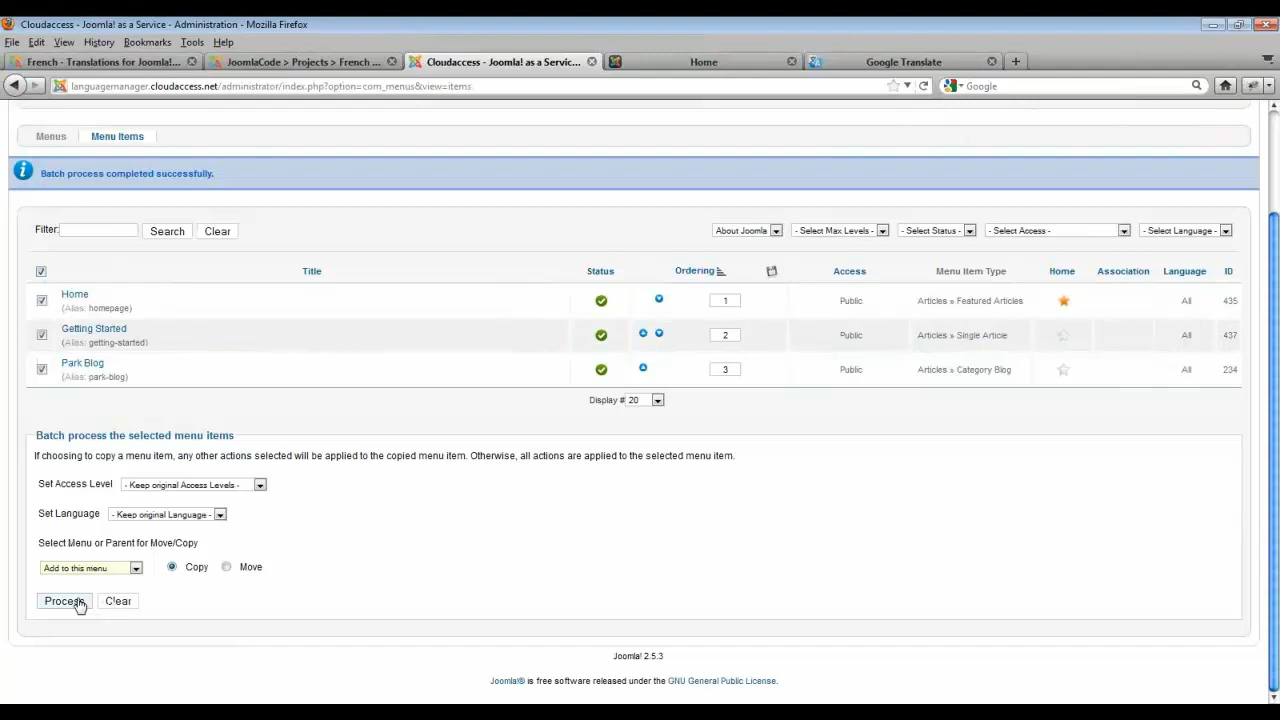 Cloudaccess - Joomla! as a Service - Administration - Mozilla Firefox
File Edit View History Bookmarks Tools Help
French - Translations for Joomla!... JoomlaCode > Projects > French ... Cloudaccess - Joomla! as a Servic... Home Google Translate
languagemanager.cloudaccess.net/administrator/index.php?option=com_menus&view=items Google
Menus Menu Items
Batch process completed successfully.
Filter: Search Clear About Joomla - Select Max Levels - - Select Status - - Select Access - - Select Language -
Title Status Ordering Access Menu Item Type Home Association Language ID
Home
(Alias: homepage) 1 Public Articles » Featured Articles All 435
Getting Started
(Alias: getting-started) 2 Public Articles » Single Article All 437
Park Blog
(Alias: park-blog) 3 Public Articles » Category Blog All 234
Display # 20
Batch process the selected menu items
If choosing to copy a menu item, any other actions selected will be applied to the copied menu item. Otherwise, all actions are applied to the selected menu item.
Set Access Level - Keep original Access Levels -
Set Language - Keep original Language -
Select Menu or Parent for Move/Copy
Add to this menu Copy Move
Process Clear
Joomla! 2.5.3
Joomla!® is free software released under the GNU General Public License.